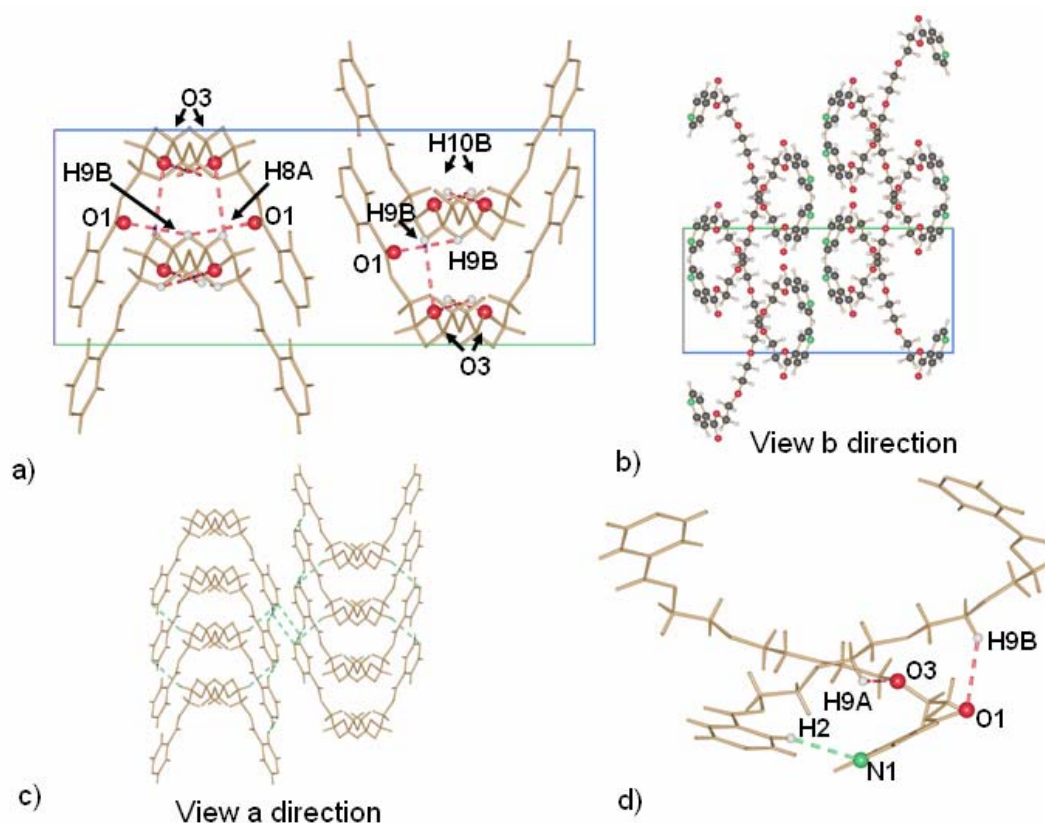 O3
H9B
H8A
O1
O1
H10B
H9B
O1
H9B
O3
a)
b)
View b direction
c)
View a direction
H9B
O3
H9A
O1
H2
N1
d)